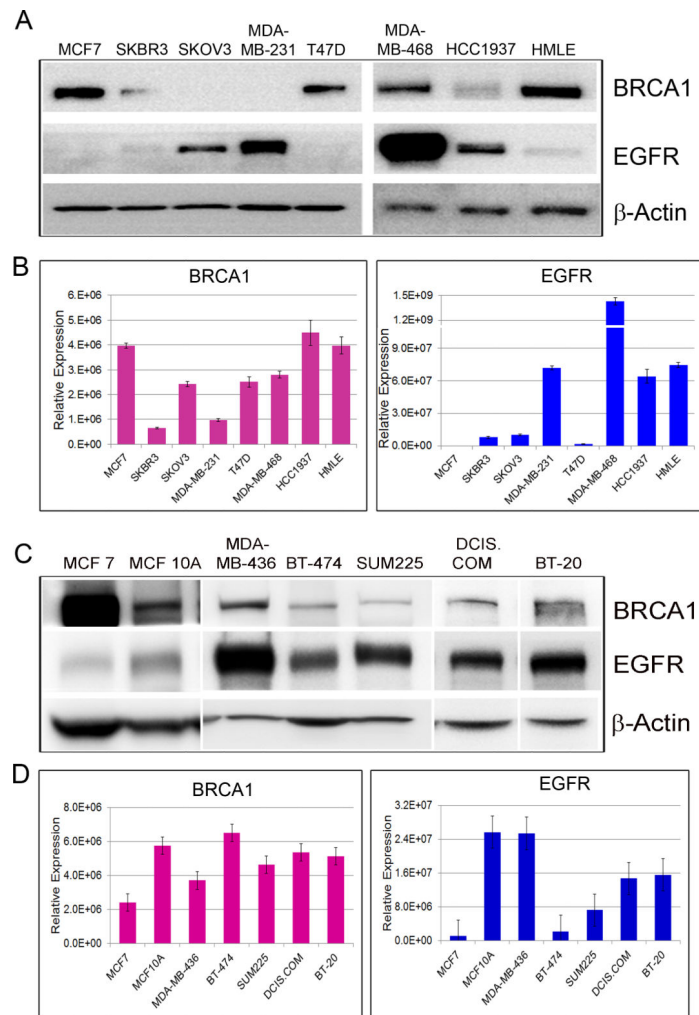 A
MCF7 SKBR3 SKOV3 MDA-MB-231 T47D MDA-MB-468 HCC1937 HMLE
BRCA1
EGFR
β-Actin
B
BRCA1
Relative Expression
6.E+06
5.E+06
4.E+06
3.E+06
2.E+06
1.E+06
0.E+00
MCF7 SKBR3 SKOV3 MDA-MB-231 T47D MDA-MB-468 HCC1937 HMLE
EGFR
Relative Expression
1.5E+09
1.2E+09
9.0E+07
6.0E+07
3.0E+07
0.0E+00
MCF7 SKBR3 SKOV3 MDA-MB-231 T47D MDA-MB-468 HCC1937 HMLE
C
MCF 7 MCF 10A MDA-MB-436 BT-474 SUM225 DCIS.COM BT-20
BRCA1
EGFR
β-Actin
D
BRCA1
Relative Expression
8.0E+06
6.0E+06
4.0E+06
2.0E+06
0.0E+00
MCF7 MCF10A MDA-MB-436 BT-474 SUM225 DCIS.COM BT-20
EGFR
Relative Expression
3.2E+07
2.4E+07
1.6E+07
8.0E+06
0.0E+00
MCF7 MCF10A MDA-MB-436 BT-474 SUM225 DCIS.COM BT-20